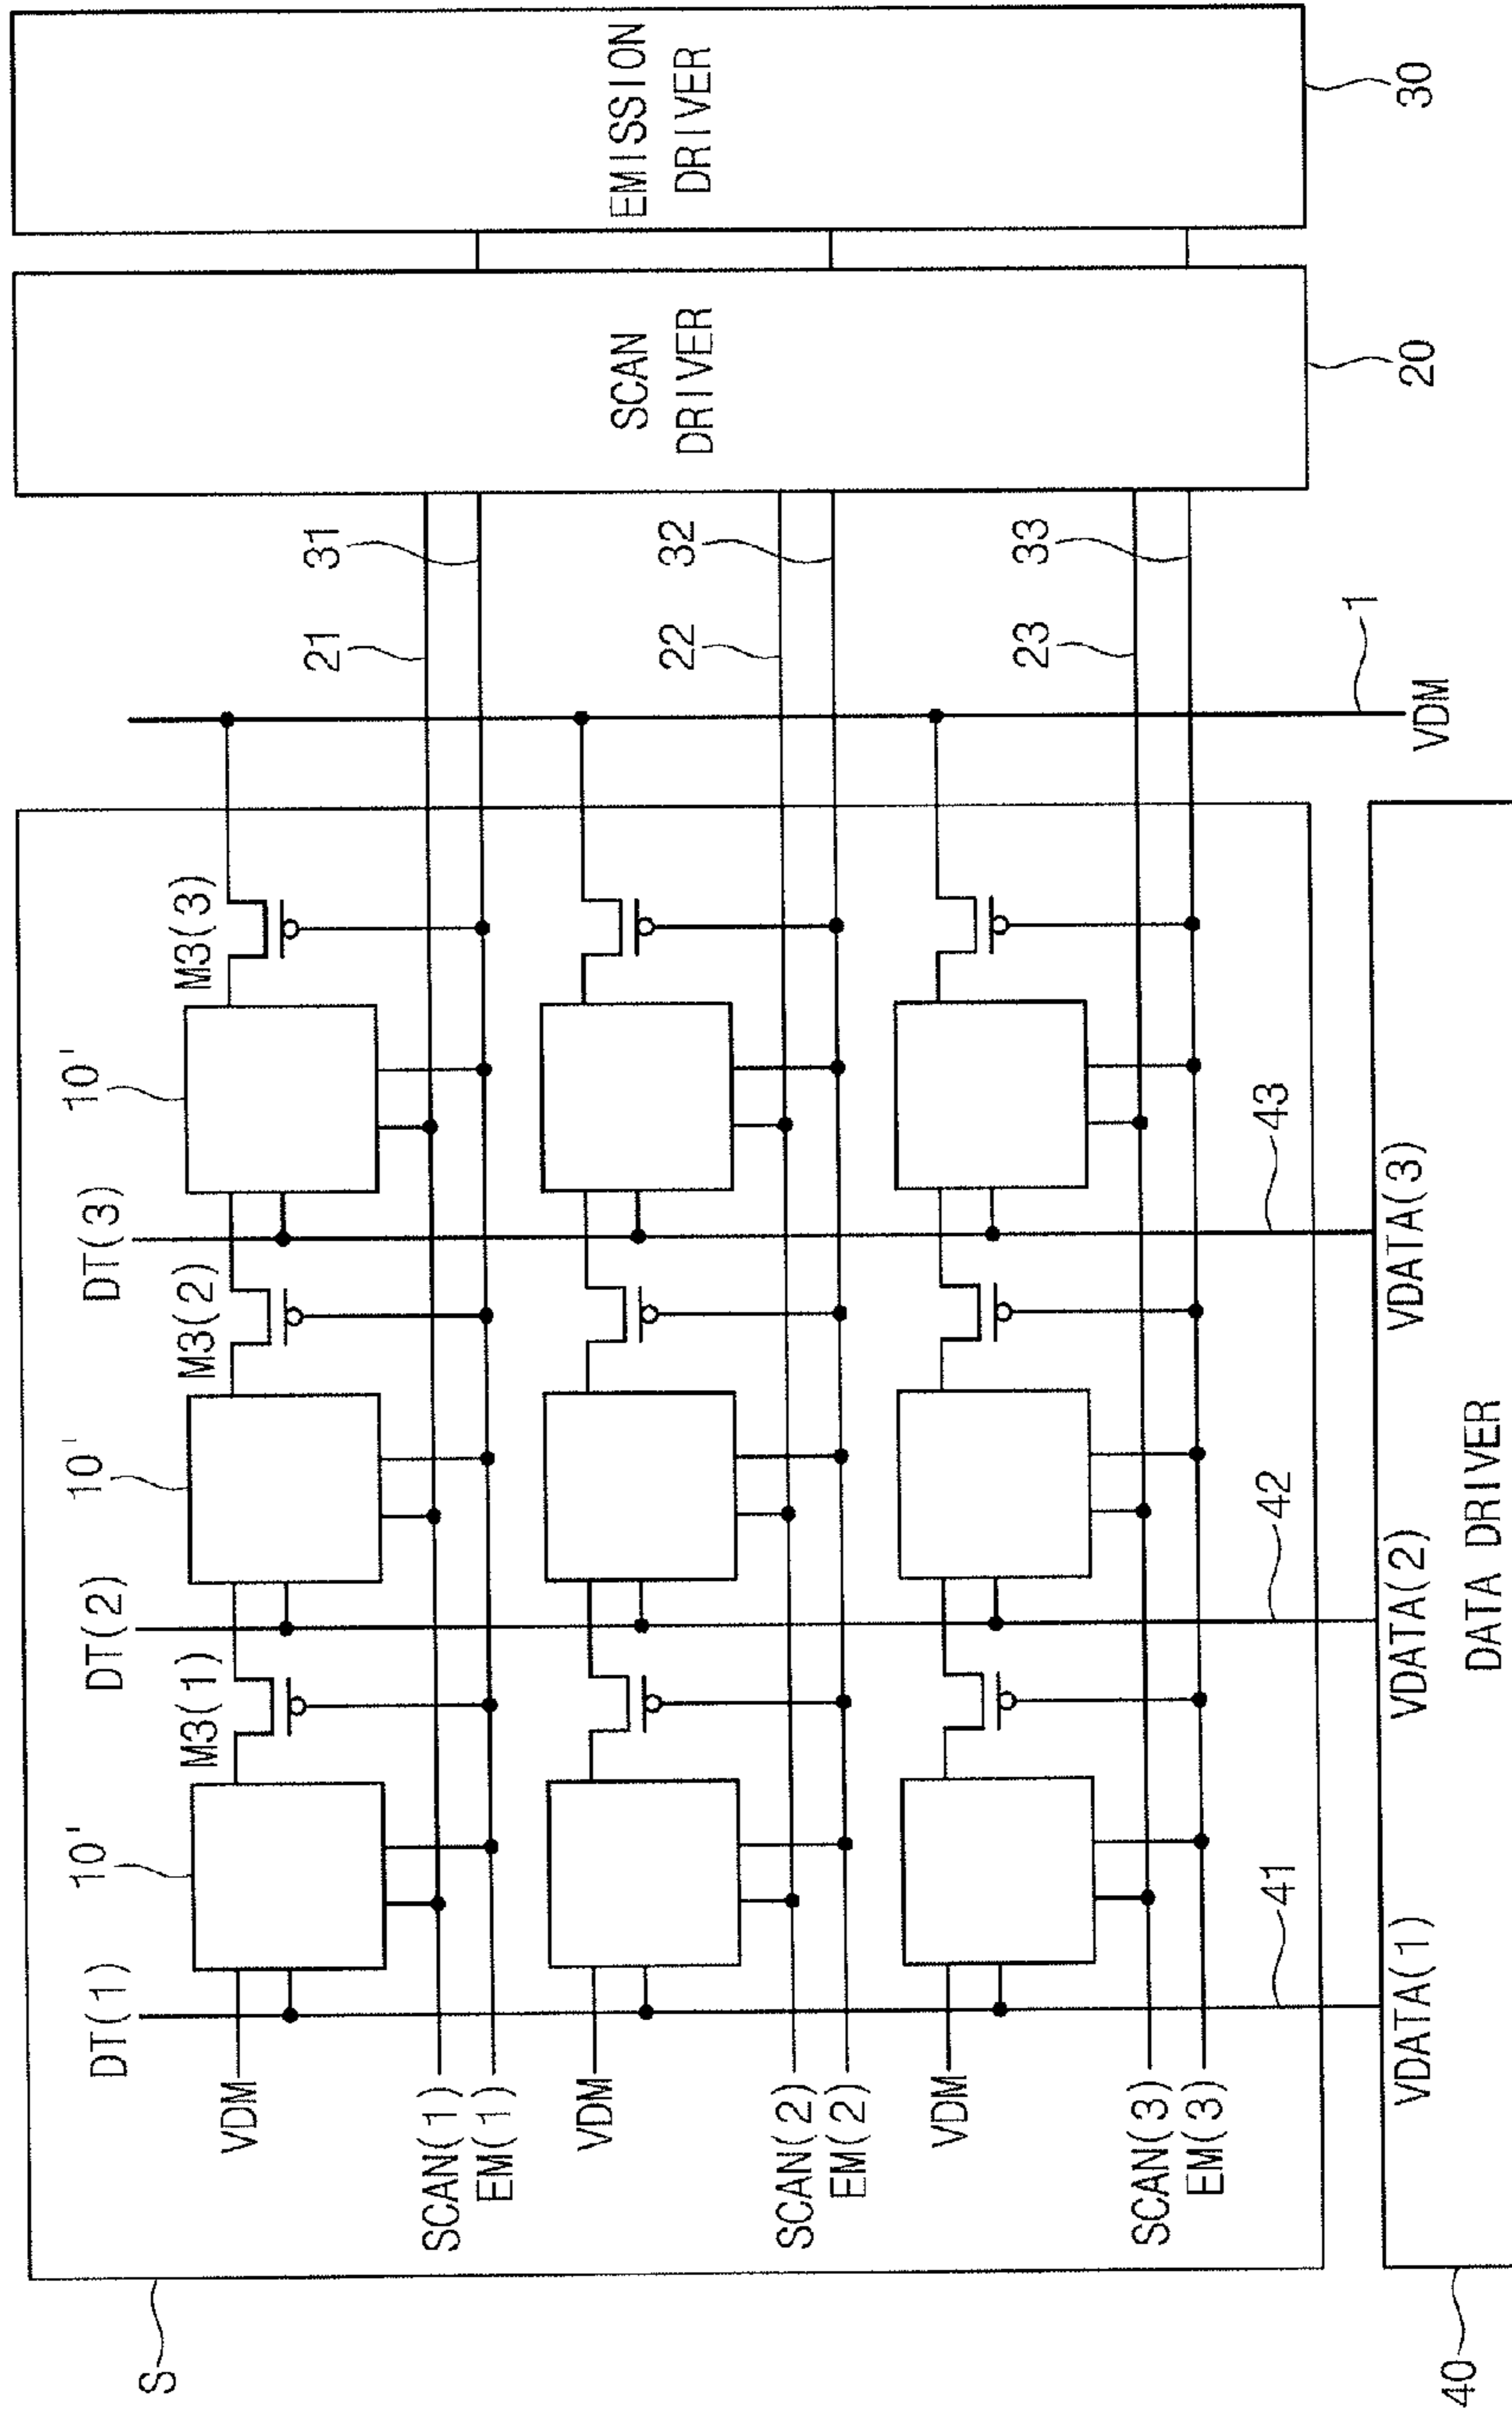 EMISSION
DRIVER
30
SCAN
DRIVER
20
21
31
22
32
23
33
1
VDM
M3(3)
10'
DT(3)
M3(2)
10'
DT(2)
M3(1)
10'
DT(1)
43
42
41
VDM
SCAN(1)
EM(1)
VDM
SCAN(2)
EM(2)
VDM
SCAN(3)
EM(3)
VDATA(3)
VDATA(2)
VDATA(1)
DATA DRIVER
S
40